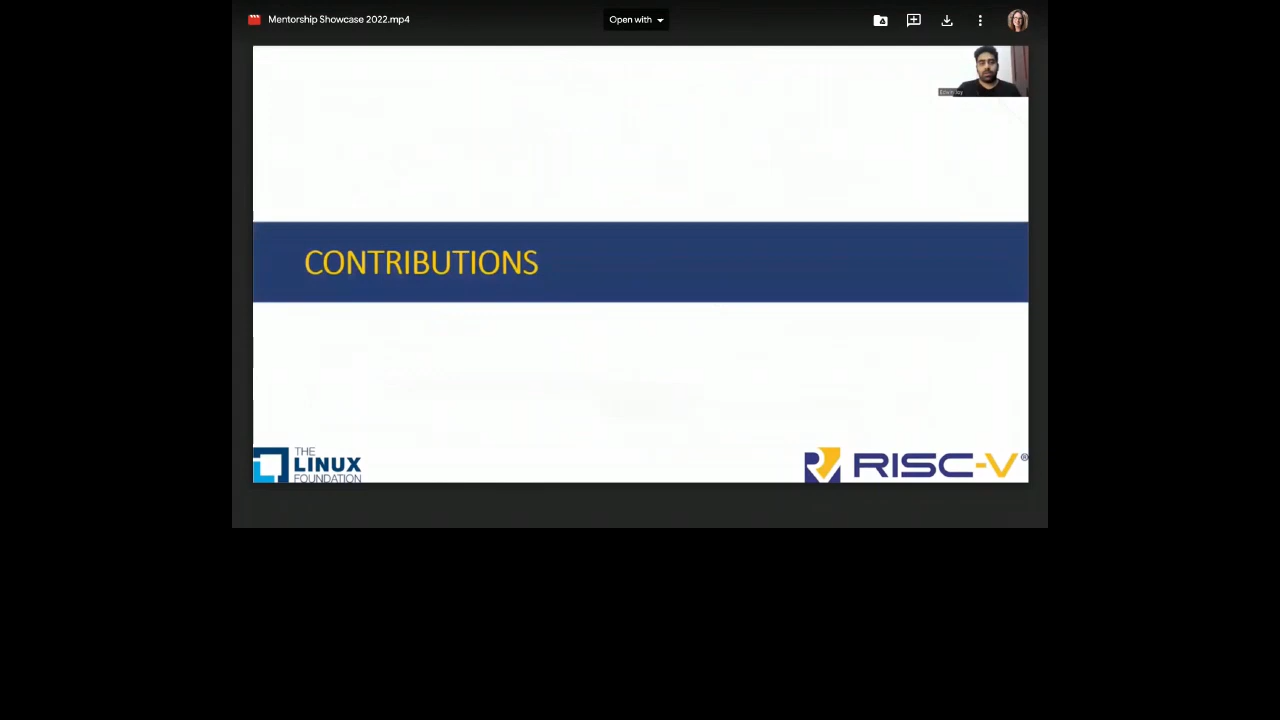 Mentorship Showcase 2022.mp4
Open with
CONTRIBUTIONS
THE
LINUX
FOUNDATION
RISC-V®